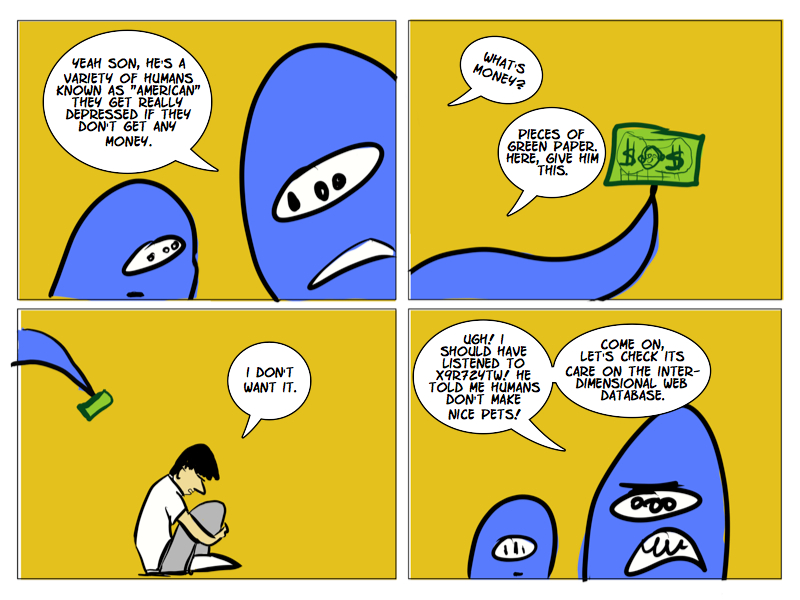 YEAH SON, HE'S A
VARIETY OF HUMANS
KNOWN AS "AMERICAN"
THEY GET REALLY
DEPRESSED IF THEY
DON'T GET ANY
MONEY.
WHAT'S
MONEY?
PIECES OF
GREEN PAPER.
HERE, GIVE HIM
THIS.
$ $
I DON'T
WANT IT.
UGH! I
SHOULD HAVE
LISTENED TO
X9R724TW! HE
TOLD ME HUMANS
DON'T MAKE
NICE PETS!
COME ON,
LET'S CHECK ITS
CARE ON THE INTER-
DIMENSIONAL WEB
DATABASE.